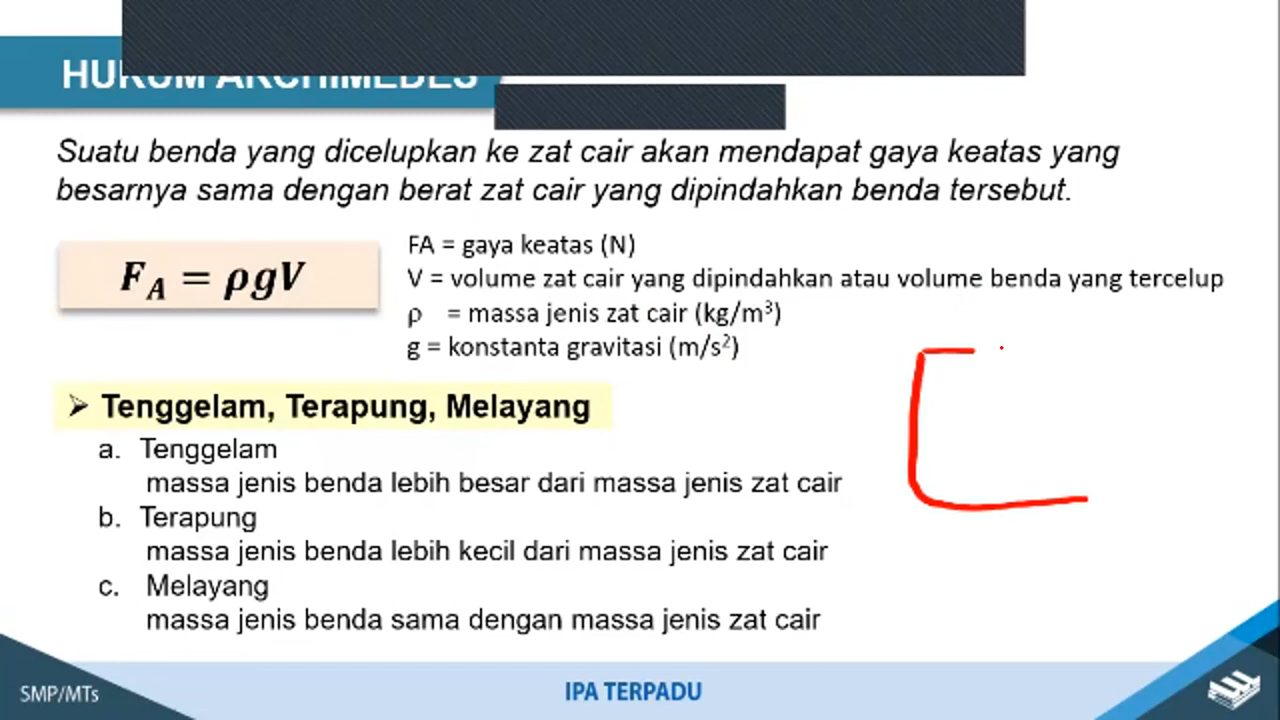 HUKUM ARCHIMEDES
Suatu benda yang dicelupkan ke zat cair akan mendapat gaya keatas yang
besarnya sama dengan berat zat cair yang dipindahkan benda tersebut.
F_A = ρgV
FA = gaya keatas (N)
V = volume zat cair yang dipindahkan atau volume benda yang tercelup
ρ = massa jenis zat cair (kg/m³)
g = konstanta gravitasi (m/s²)
➢ Tenggelam, Terapung, Melayang
a. Tenggelam
massa jenis benda lebih besar dari massa jenis zat cair
b. Terapung
massa jenis benda lebih kecil dari massa jenis zat cair
c. Melayang
massa jenis benda sama dengan massa jenis zat cair
SMP/MTs
IPA TERPADU